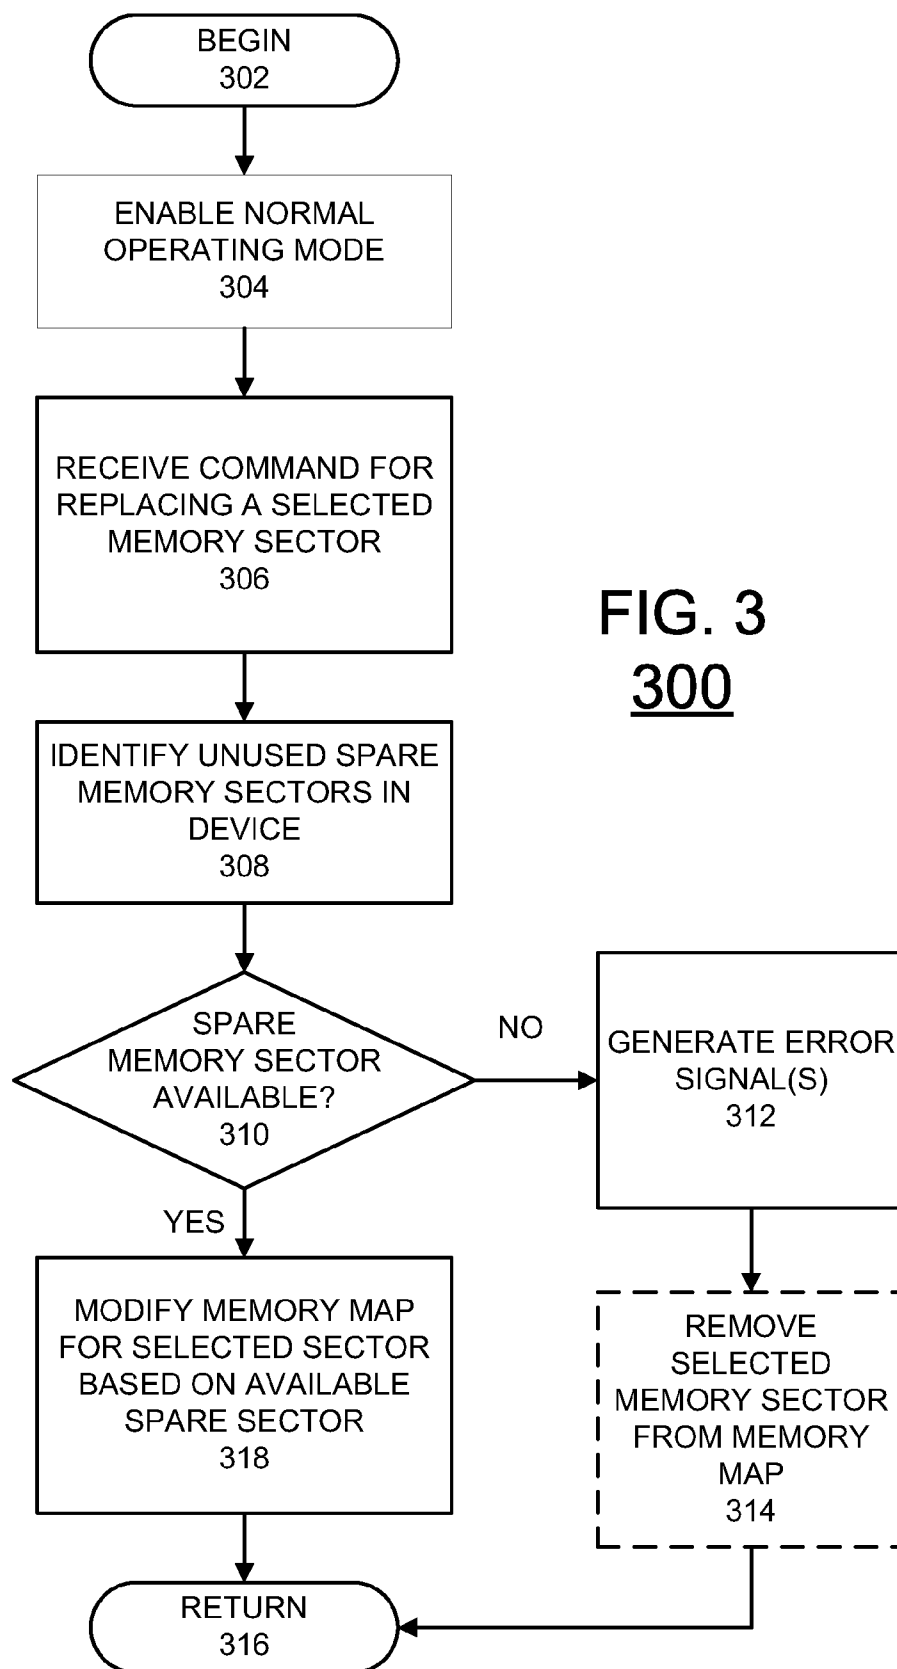 BEGIN
302
ENABLE NORMAL
OPERATING MODE
304
RECEIVE COMMAND FOR
REPLACING A SELECTED
MEMORY SECTOR
306
FIG. 3
300
IDENTIFY UNUSED SPARE
MEMORY SECTORS IN
DEVICE
308
SPARE
MEMORY SECTOR
AVAILABLE?
310
NO
GENERATE ERROR
SIGNAL(S)
312
YES
MODIFY MEMORY MAP
FOR SELECTED SECTOR
BASED ON AVAILABLE
SPARE SECTOR
318
REMOVE
SELECTED
MEMORY SECTOR
FROM MEMORY
MAP
314
RETURN
316